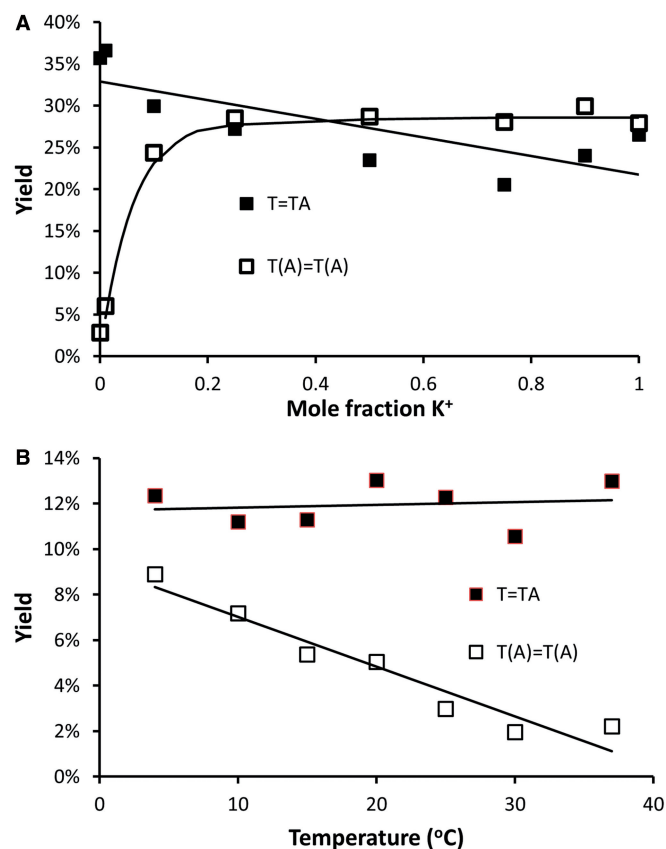 A
40%
35%
30%
25%
20%
15%
10%
5%
0%
Yield
T=TA
T(A)=T(A)
0 0.2 0.4 0.6 0.8 1
Mole fraction K⁺
B
14%
12%
10%
8%
6%
4%
2%
0%
Yield
T=TA
T(A)=T(A)
0 10 20 30 40
Temperature (ºC)